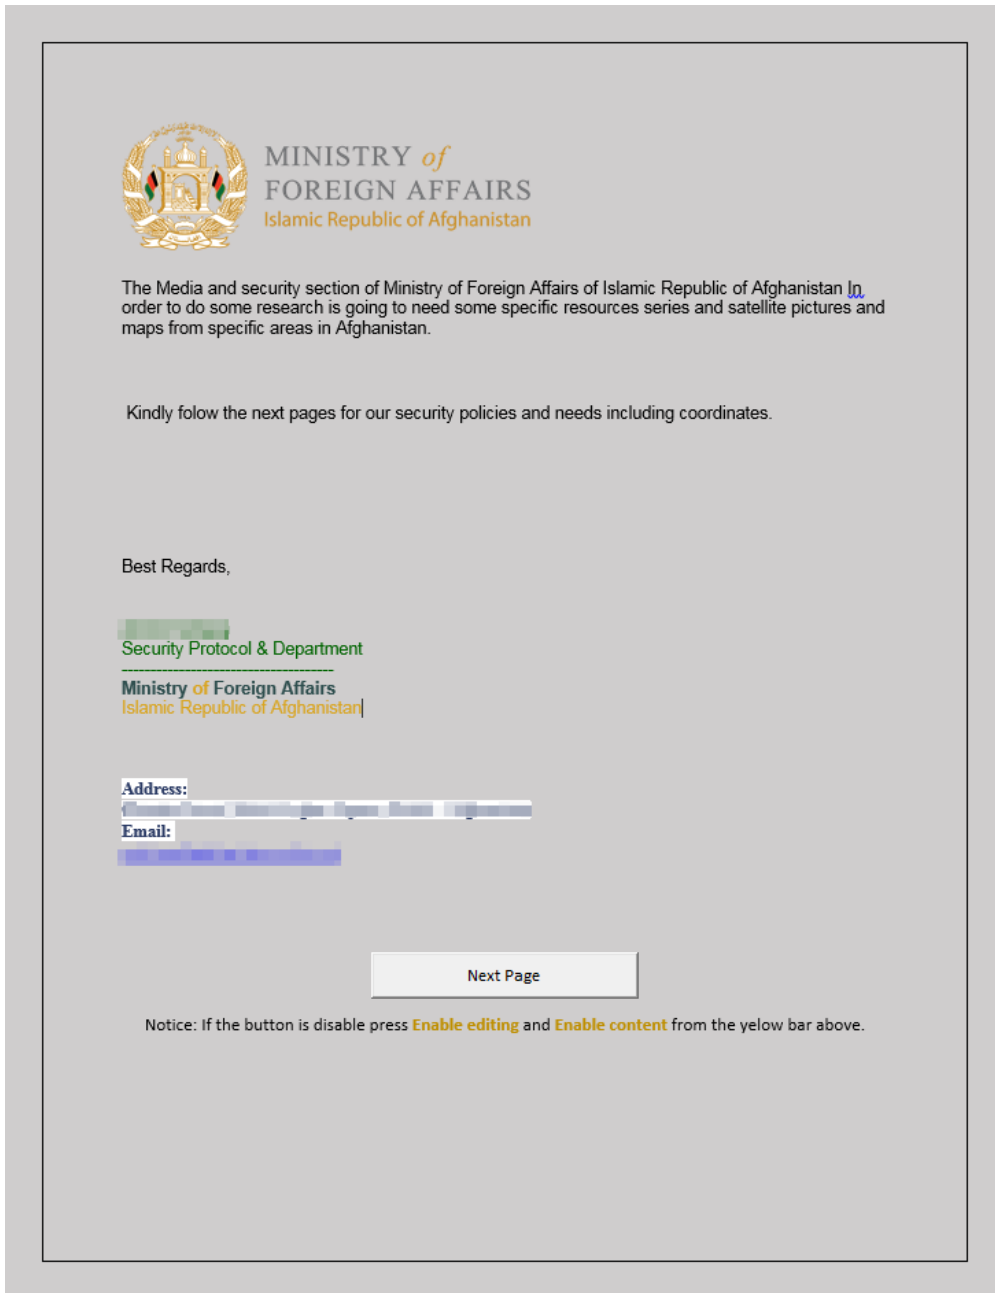 MINISTRY of
FOREIGN AFFAIRS
Islamic Republic of Afghanistan
The Media and security section of Ministry of Foreign Affairs of Islamic Republic of Afghanistan In
order to do some research is going to need some specific resources series and satellite pictures and
maps from specific areas in Afghanistan.
Kindly folow the next pages for our security policies and needs including coordinates.
Best Regards,
Security Protocol & Department
------------------------------------
Ministry of Foreign Affairs
Islamic Republic of Afghanistan
Address:
Email:
Next Page
Notice: If the button is disable press Enable editing and Enable content from the yelow bar above.